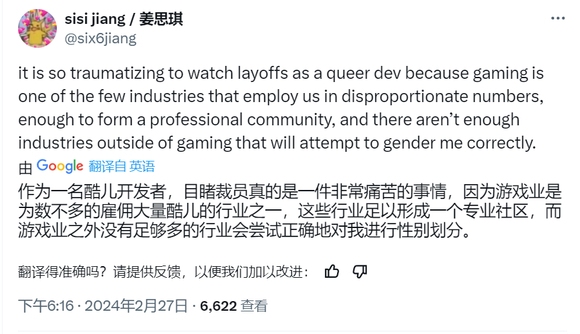 sisi jiang / 姜思琪
@six6jiang
it is so traumatizing to watch layoffs as a queer dev because gaming is
one of the few industries that employ us in disproportionate numbers,
enough to form a professional community, and there aren't enough
industries outside of gaming that will attempt to gender me correctly.
由 Google 翻译自 英语
作为一名酷儿开发者，目睹裁员真的是一件非常痛苦的事情，因为游戏业是
为数不多的雇佣大量酷儿的行业之一，这些行业足以形成一个专业社区，而
游戏业之外没有足够多的行业会尝试正确地对我进行性别划分。
翻译得准确吗？请提供反馈，以便我们加以改进：
下午6:16 · 2024年2月27日 · 6,622 查看